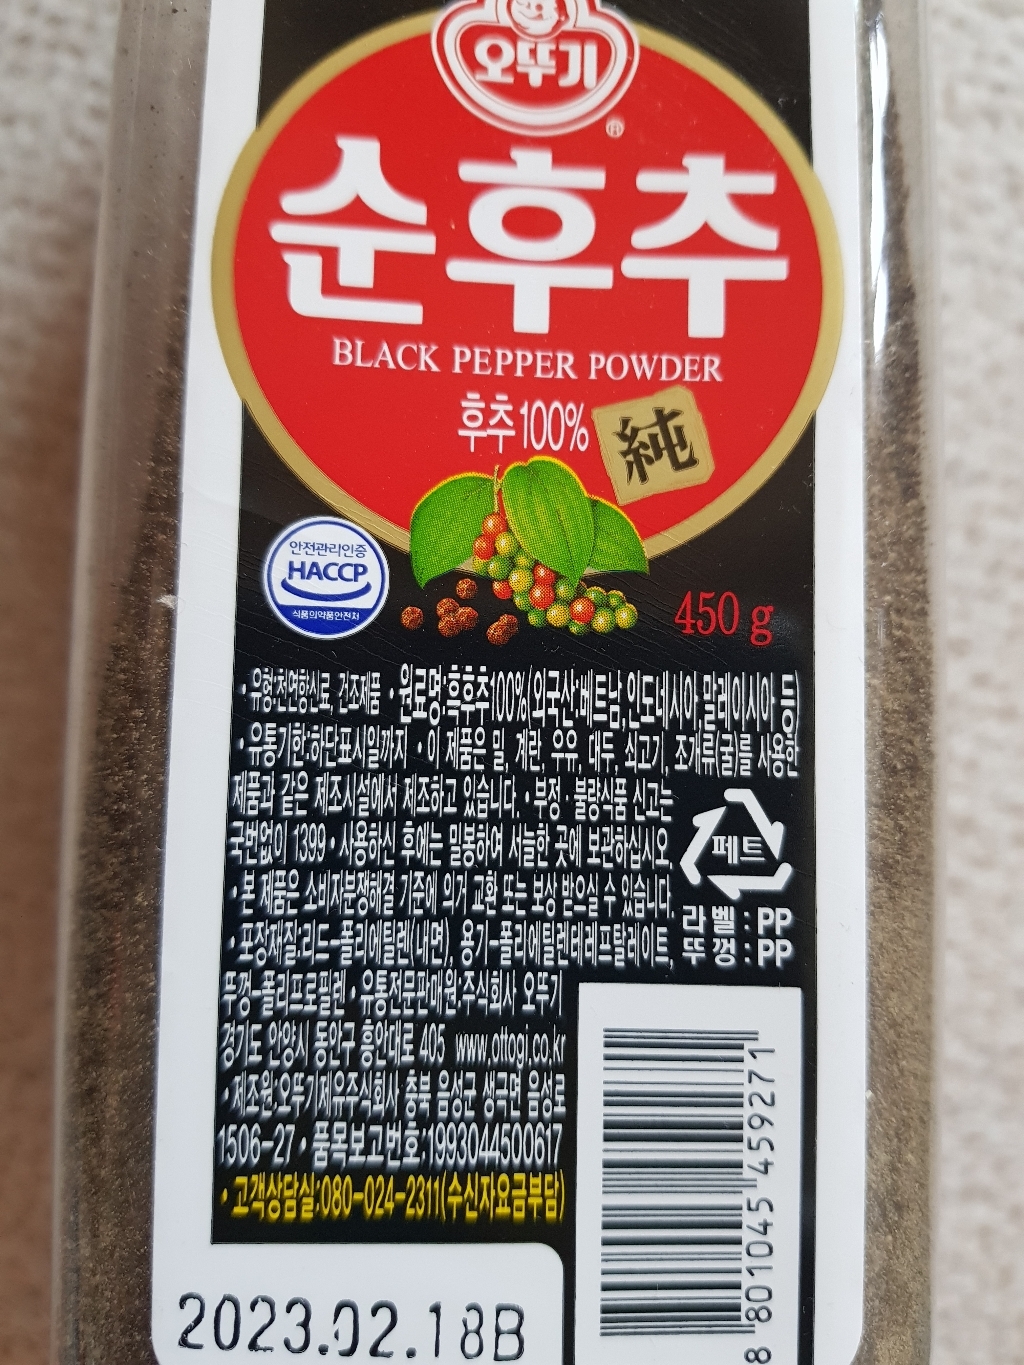 오뚜기
®
순후추
BLACK PEPPER POWDER
후추100%
純
안전관리인증
HACCP
식품의약품안전처
450 g
•유형:천연향신료, 건조제품 •원료명:흑후추100%(외국산:베트남,인도네시아,말레이시아 등)
•유통기한:하단표시일까지 •이 제품은 밀, 계란, 우유, 대두, 쇠고기, 조개류(굴)를 사용한
제품과 같은 제조시설에서 제조하고 있습니다. •부정·불량식품 신고는
국번없이 1399 •사용하신 후에는 밀봉하여 서늘한 곳에 보관하십시오.
•본 제품은 소비자분쟁해결 기준에 의거 교환 또는 보상 받으실 수 있습니다.
•포장재질:리드-폴리에틸렌(내면), 용기-폴리에틸렌테레프탈레이트,
뚜껑-폴리프로필렌 •유통전문판매원:주식회사 오뚜기
경기도 안양시 동안구 흥안대로 405 www.ottogi.co.kr
•제조원:오뚜기제유주식회사 충북 음성군 생극면 음성로
1506-27 •품목보고번호:1993044500617
•고객상담실:080-024-2311(수신자요금부담)
페트
라벨:PP
뚜껑:PP
8 801045 459271
2023.02.18B